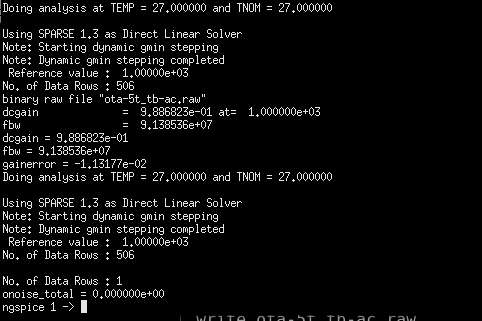 Doing analysis at TEMP = 27.000000 and TNOM = 27.000000
Using SPARSE 1.3 as Direct Linear Solver
Note: Starting dynamic gmin stepping
Note: Dynamic gmin stepping completed
Reference value : 1.00000e+03
No. of Data Rows : 506
binary raw file "ota-5t_tb-ac.raw"
dcgain = 9.886823e-01 at= 1.000000e+03
fbw = 9.138536e+07
dcgain = 9.886823e-01
fbw = 9.138536e+07
gainerror = -1.13177e-02
Doing analysis at TEMP = 27.000000 and TNOM = 27.000000
Using SPARSE 1.3 as Direct Linear Solver
Note: Starting dynamic gmin stepping
Note: Dynamic gmin stepping completed
Reference value : 1.00000e+03
No. of Data Rows : 506
No. of Data Rows : 1
onoise_total = 0.000000e+00
ngspice 1 ->
write ota-5t_tb-ac.raw